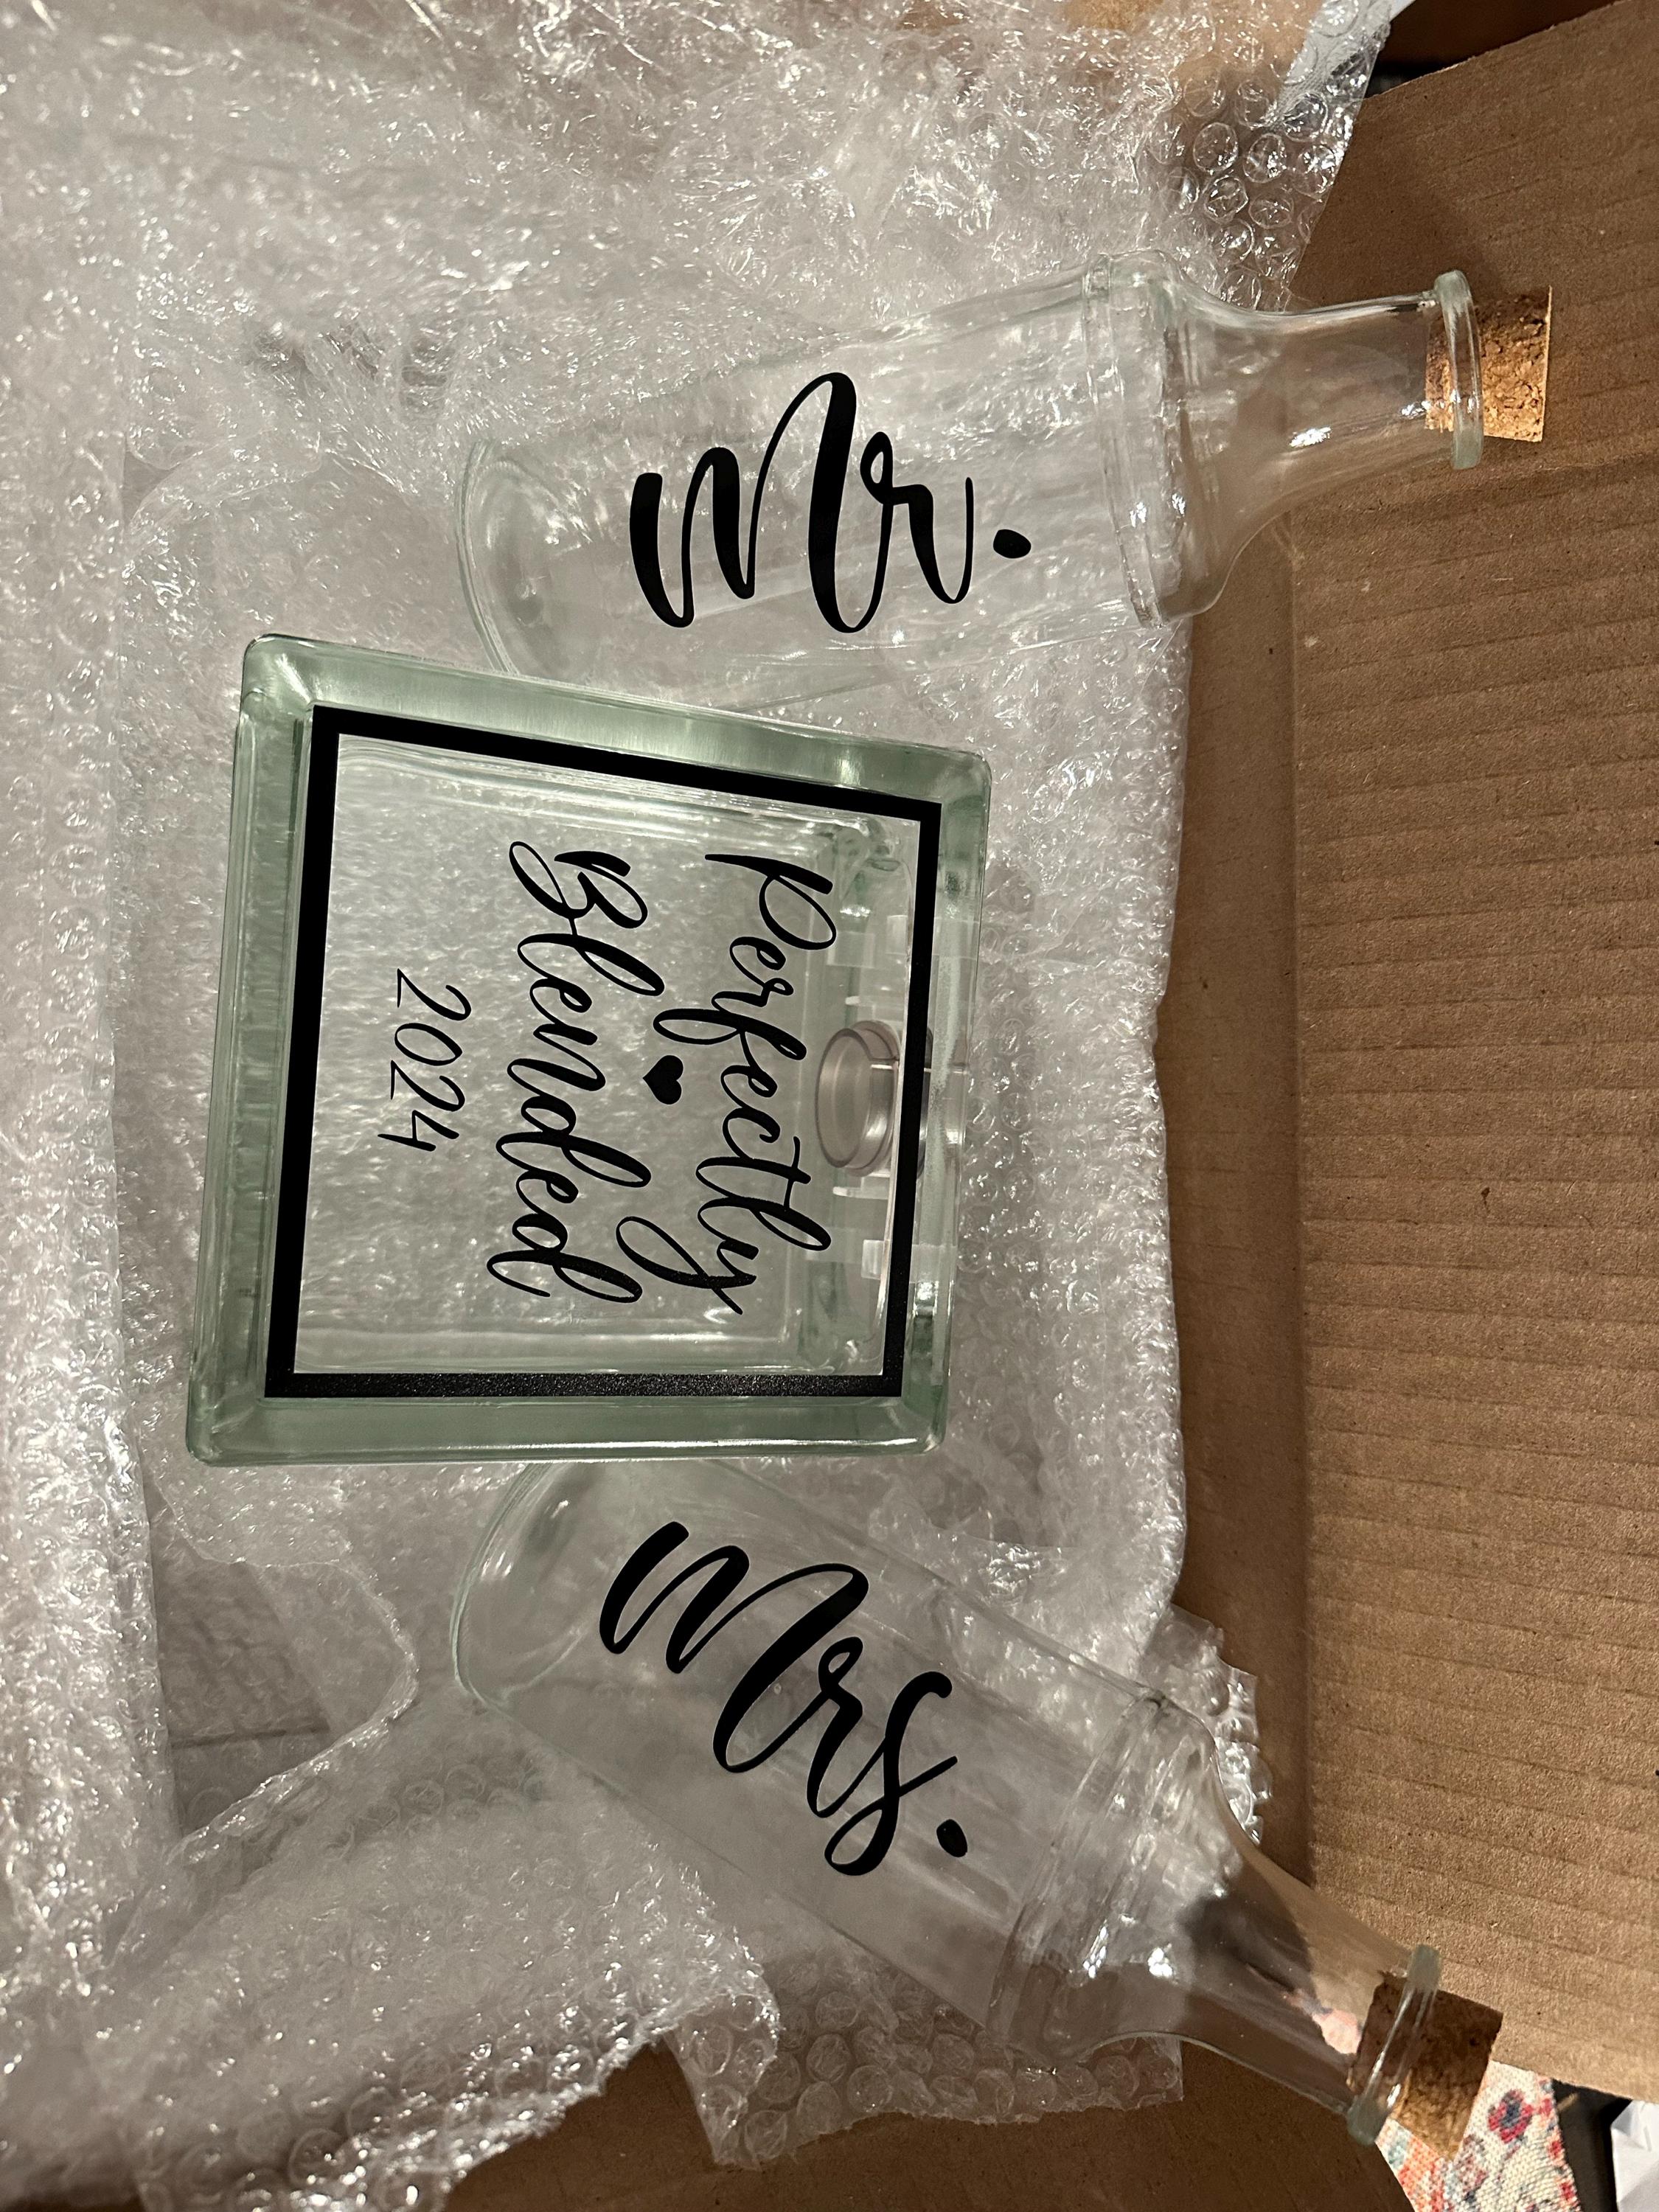 Mr.
Perfectly
Blended
2024
Mrs.